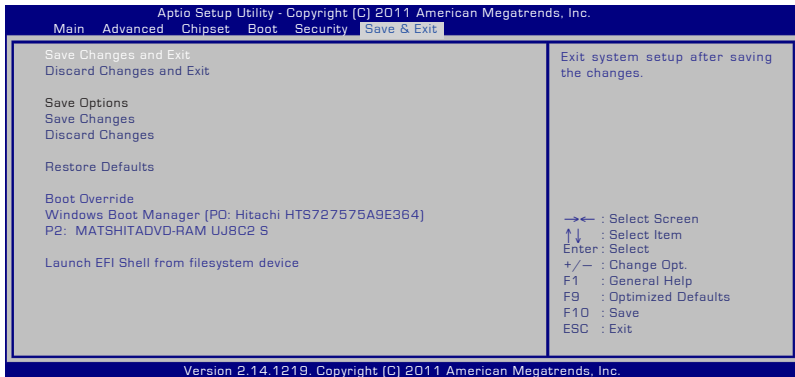 Aptio Setup Utility - Copyright (C) 2011 American Megatrends, Inc.
Main Advanced Chipset Boot Security Save & Exit
Save Changes and Exit
Discard Changes and Exit
Save Options
Save Changes
Discard Changes
Restore Defaults
Boot Override
Windows Boot Manager (P0: Hitachi HTS727575A9E364)
P2: MATSHITADVD-RAM UJ8C2 S
Launch EFI Shell from filesystem device
Exit system setup after saving
the changes.
→← : Select Screen
↑↓ : Select Item
Enter : Select
+/— : Change Opt.
F1 : General Help
F9 : Optimized Defaults
F10 : Save
ESC : Exit
Version 2.14.1219. Copyright (C) 2011 American Megatrends, Inc.